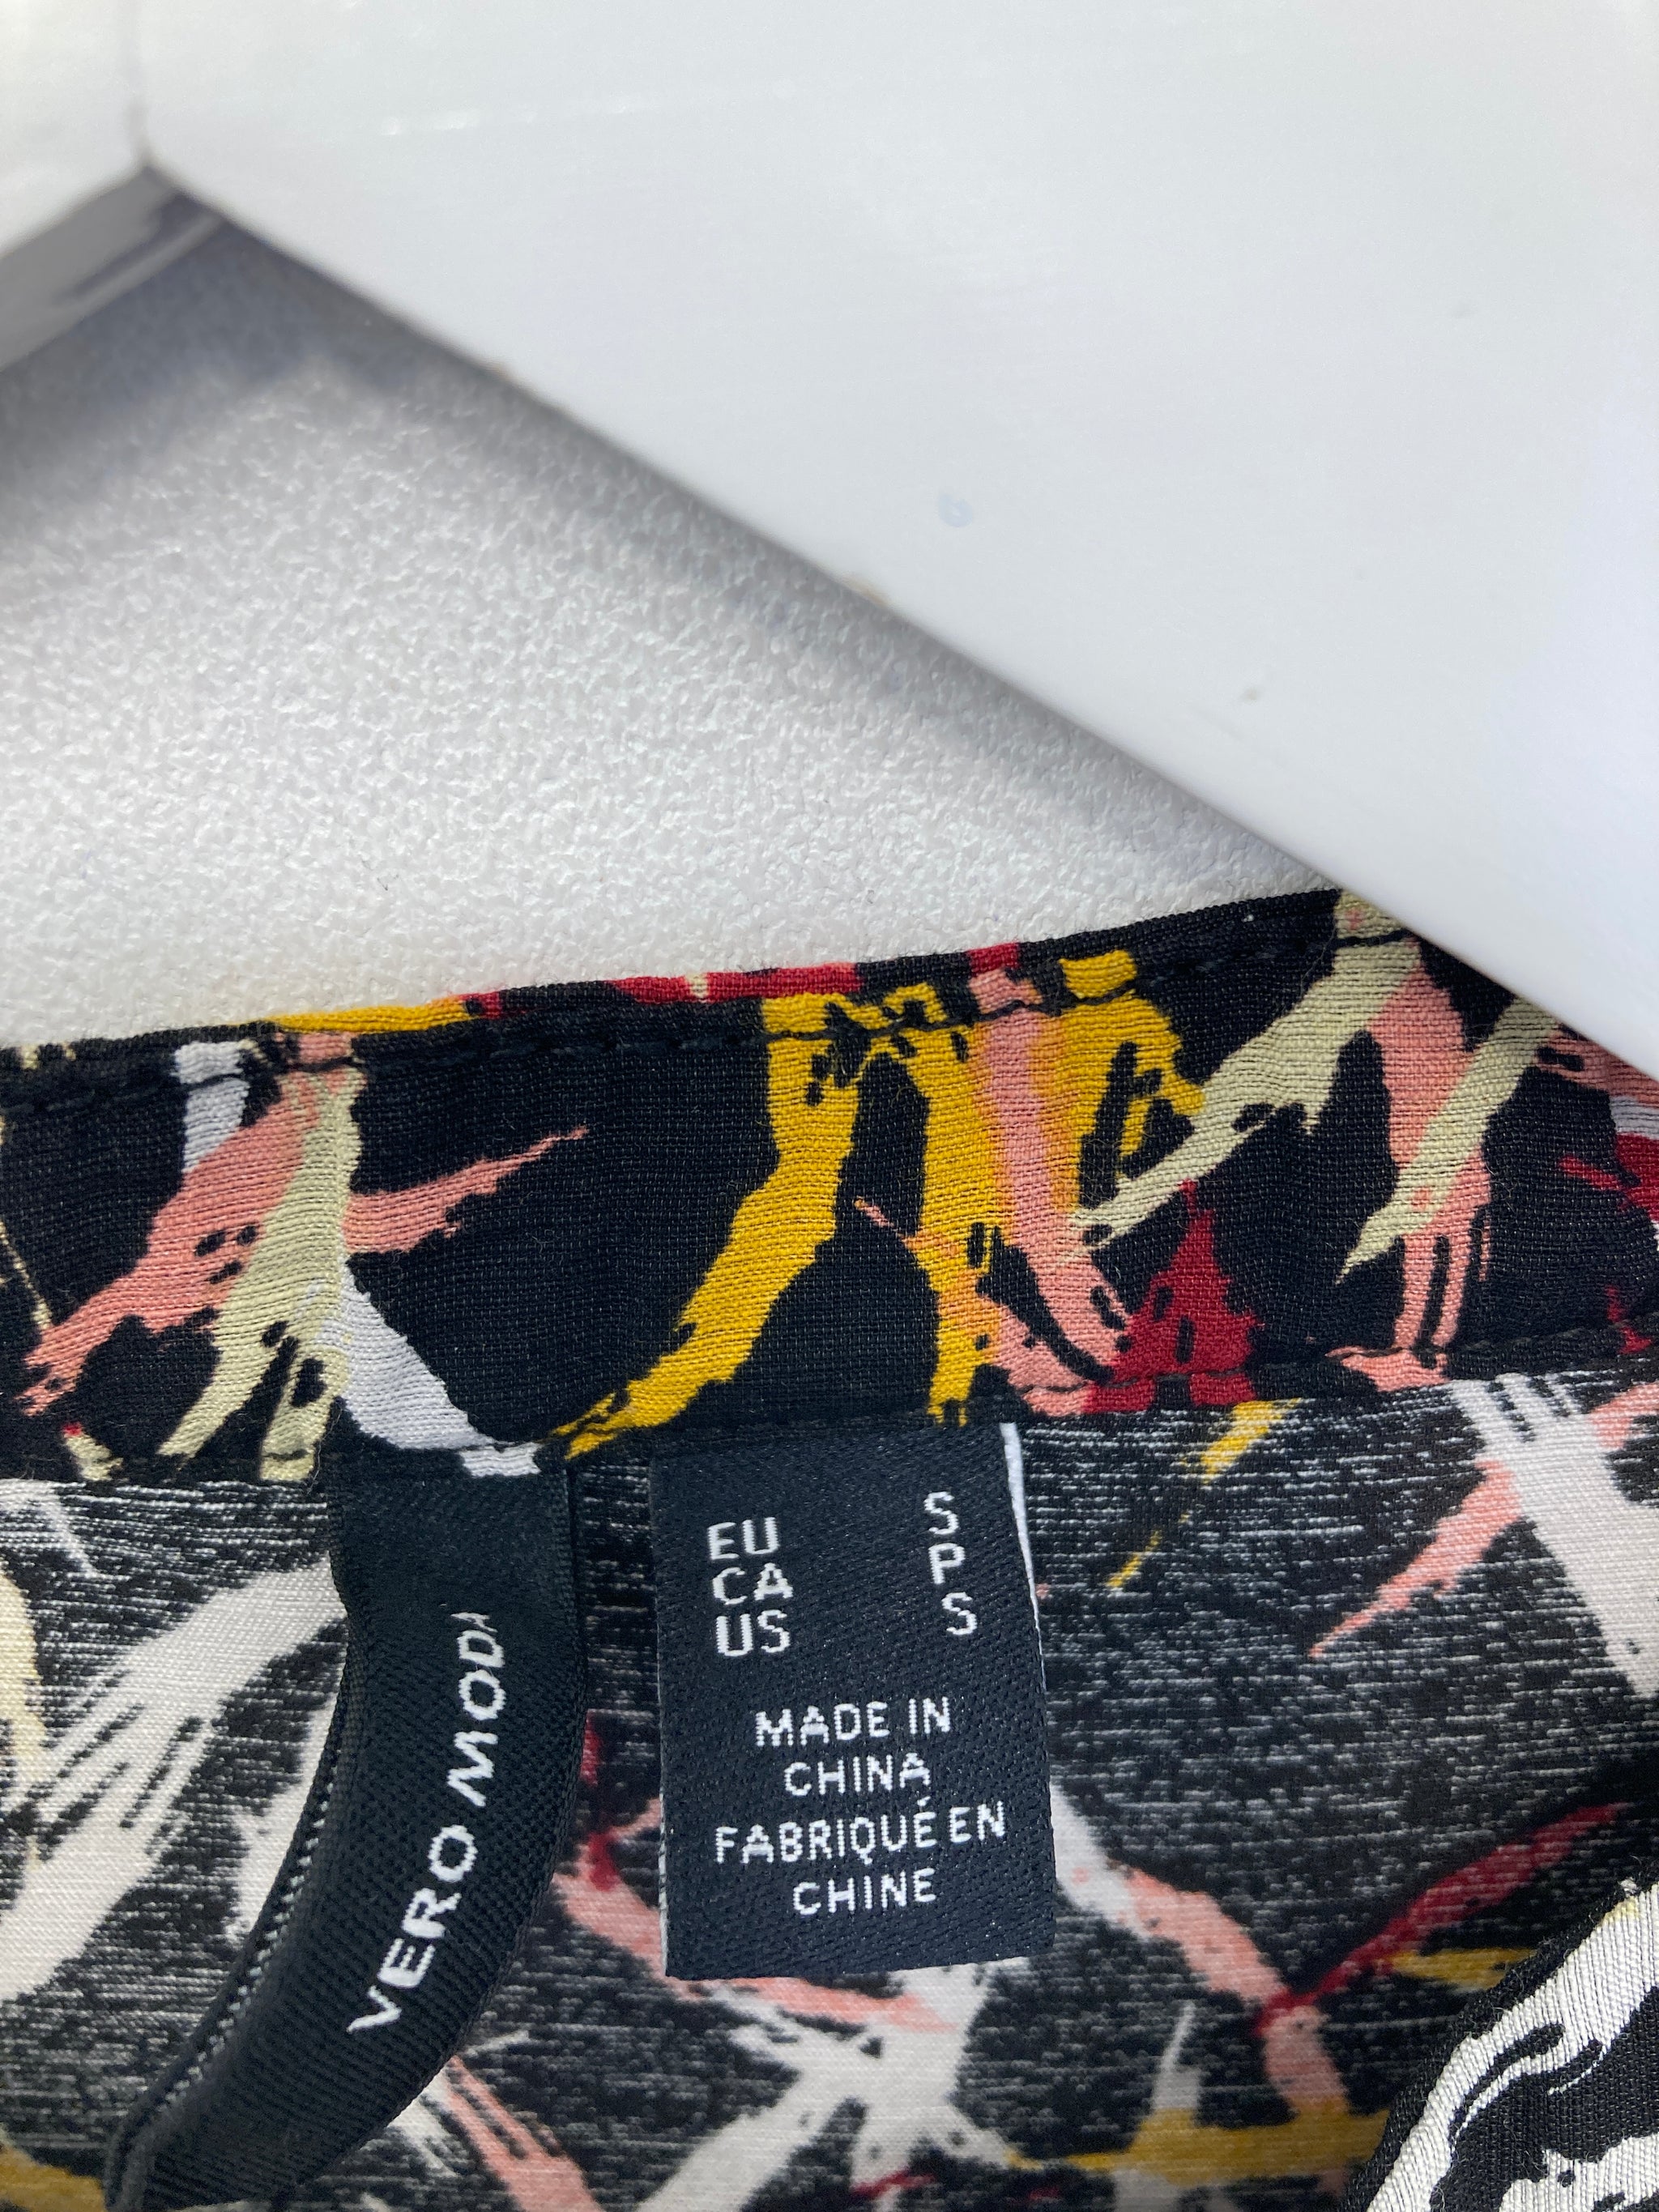 VERO MODA
EU S
CA P
US S
MADE IN
CHINA
FABRIQUÉ EN
CHINE